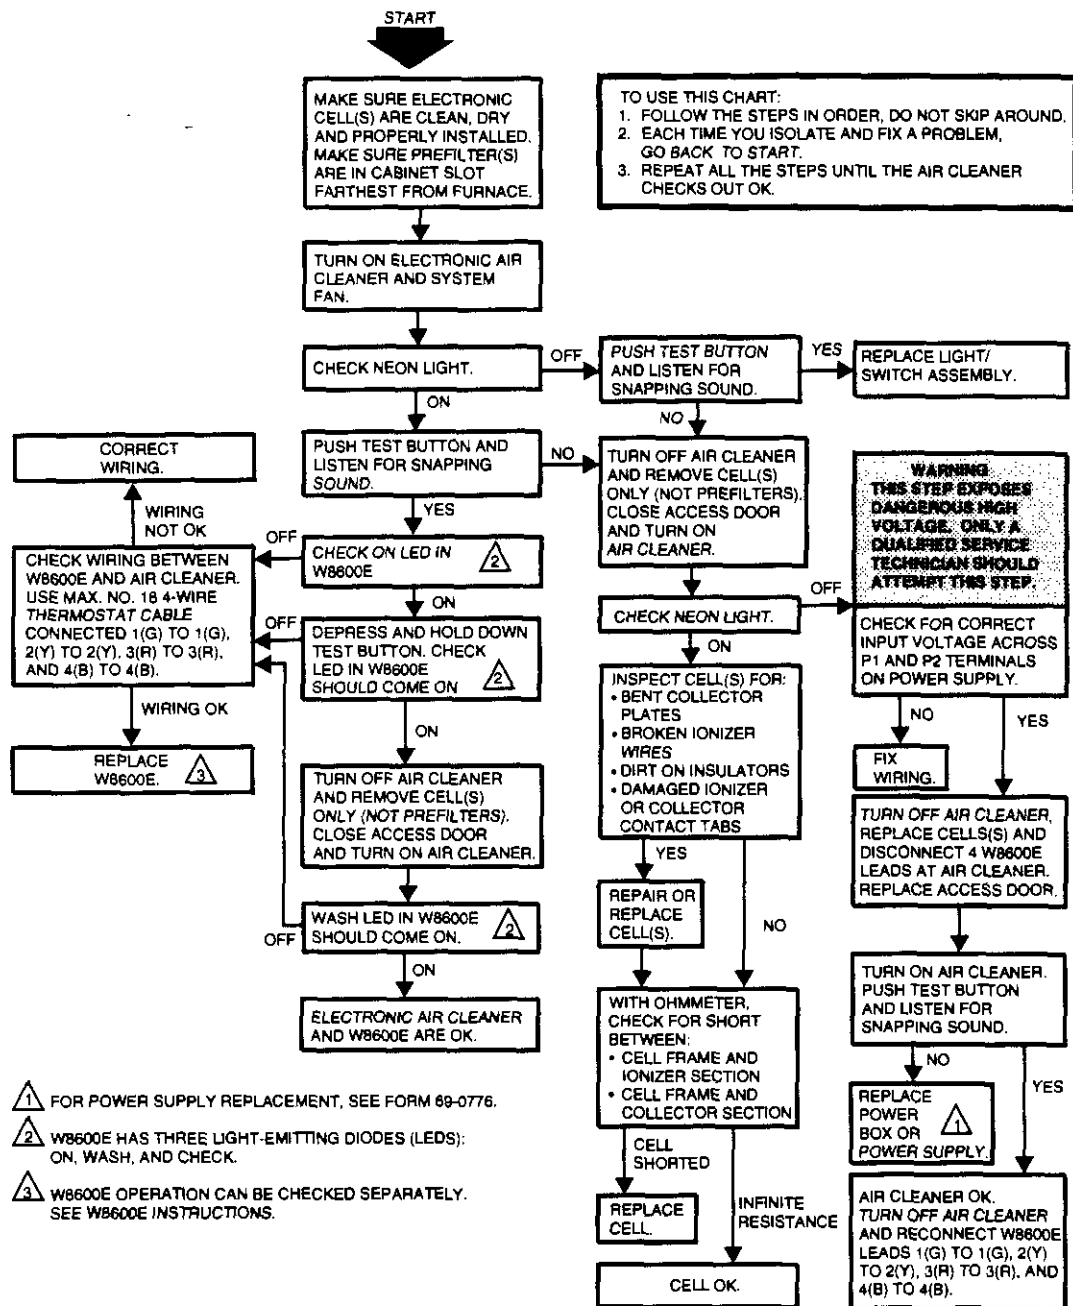 START
MAKE SURE ELECTRONIC
CELL(S) ARE CLEAN, DRY
AND PROPERLY INSTALLED.
MAKE SURE PREFILTER(S)
ARE IN CABINET SLOT
FARTHEST FROM FURNACE.
TO USE THIS CHART:
1. FOLLOW THE STEPS IN ORDER, DO NOT SKIP AROUND.
2. EACH TIME YOU ISOLATE AND FIX A PROBLEM,
GO BACK TO START.
3. REPEAT ALL THE STEPS UNTIL THE AIR CLEANER
CHECKS OUT OK.
TURN ON ELECTRONIC AIR
CLEANER AND SYSTEM
FAN.
CHECK NEON LIGHT.
OFF
PUSH TEST BUTTON
AND LISTEN FOR
SNAPPING SOUND.
YES
REPLACE LIGHT/
SWITCH ASSEMBLY.
ON
NO
PUSH TEST BUTTON AND
LISTEN FOR SNAPPING
SOUND.
NO
TURN OFF AIR CLEANER
AND REMOVE CELL(S)
ONLY (NOT PREFILTERS).
CLOSE ACCESS DOOR
AND TURN ON
AIR CLEANER.
WARNING
THIS STEP EXPOSES
DANGEROUS HIGH
VOLTAGE. ONLY A
QUALIFIED SERVICE
TECHNICIAN SHOULD
ATTEMPT THIS STEP.
CORRECT
WIRING.
WIRING
NOT OK
YES
OFF
CHECK ON LED IN
W8600E
2
CHECK WIRING BETWEEN
W8600E AND AIR CLEANER.
USE MAX. NO. 18 4-WIRE
THERMOSTAT CABLE
CONNECTED 1(G) TO 1(G),
2(Y) TO 2(Y), 3(R) TO 3(R),
AND 4(B) TO 4(B).
ON
OFF
DEPRESS AND HOLD DOWN
TEST BUTTON. CHECK
LED IN W8600E
SHOULD COME ON
2
CHECK NEON LIGHT.
OFF
CHECK FOR CORRECT
INPUT VOLTAGE ACROSS
P1 AND P2 TERMINALS
ON POWER SUPPLY.
ON
INSPECT CELL(S) FOR:
• BENT COLLECTOR
PLATES
• BROKEN IONIZER
WIRES
• DIRT ON INSULATORS
• DAMAGED IONIZER
OR COLLECTOR
CONTACT TABS
WIRING OK
REPLACE
W8600E.
3
ON
TURN OFF AIR CLEANER
AND REMOVE CELL(S)
ONLY (NOT PREFILTERS).
CLOSE ACCESS DOOR
AND TURN ON AIR CLEANER.
NO
YES
FIX
WIRING.
TURN OFF AIR CLEANER,
REPLACE CELLS(S) AND
DISCONNECT 4 W8600E
LEADS AT AIR CLEANER.
REPLACE ACCESS DOOR.
YES
NO
REPAIR OR
REPLACE
CELL(S).
OFF
WASH LED IN W8600E
SHOULD COME ON.
2
ON
ELECTRONIC AIR CLEANER
AND W8600E ARE OK.
TURN ON AIR CLEANER.
PUSH TEST BUTTON
AND LISTEN FOR
SNAPPING SOUND.
WITH OHMMETER,
CHECK FOR SHORT
BETWEEN:
• CELL FRAME AND
IONIZER SECTION
• CELL FRAME AND
COLLECTOR SECTION
NO
YES
REPLACE
POWER
BOX OR
POWER SUPPLY.
1
CELL
SHORTED
REPLACE
CELL.
INFINITE
RESISTANCE
CELL OK.
AIR CLEANER OK.
TURN OFF AIR CLEANER
AND RECONNECT W8600E
LEADS 1(G) TO 1(G), 2(Y)
TO 2(Y), 3(R) TO 3(R), AND
4(B) TO 4(B).
1 FOR POWER SUPPLY REPLACEMENT, SEE FORM 69-0776.
2 W8600E HAS THREE LIGHT-EMITTING DIODES (LEDS):
ON, WASH, AND CHECK.
3 W8600E OPERATION CAN BE CHECKED SEPARATELY.
SEE W8600E INSTRUCTIONS.